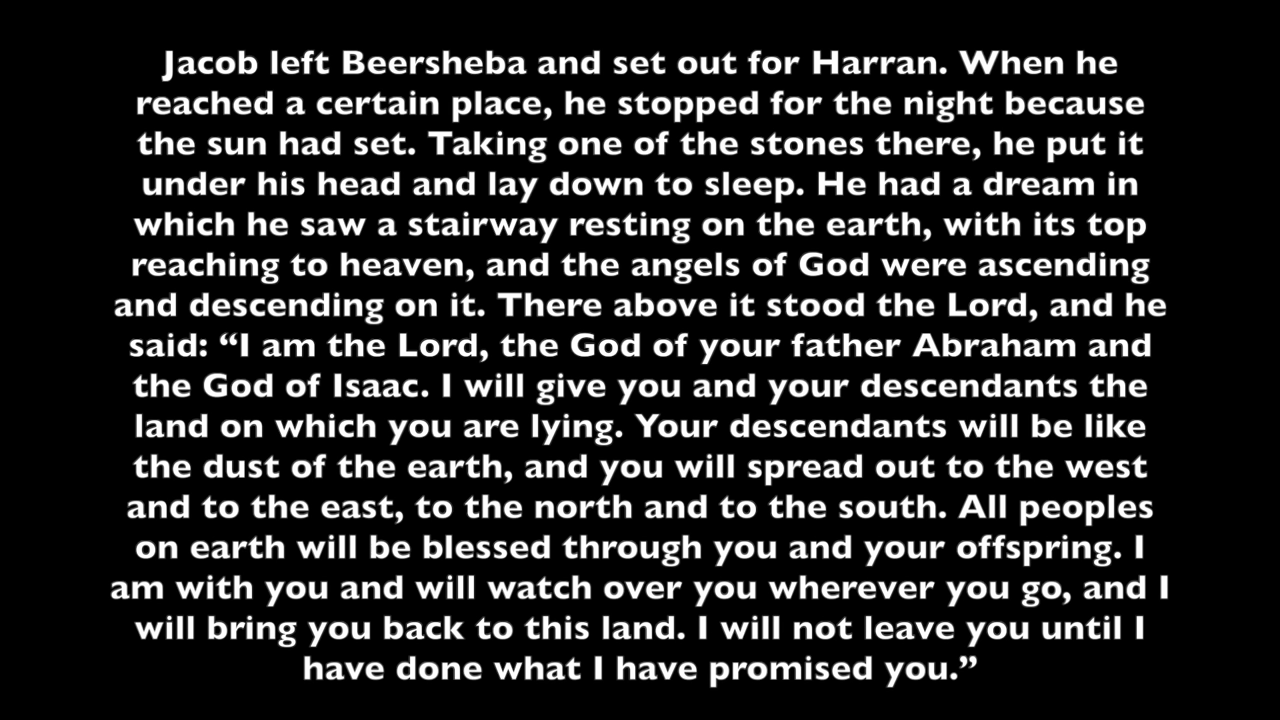 Jacob left Beersheba and set out for Harran. When he
reached a certain place, he stopped for the night because
the sun had set. Taking one of the stones there, he put it
under his head and lay down to sleep. He had a dream in
which he saw a stairway resting on the earth, with its top
reaching to heaven, and the angels of God were ascending
and descending on it. There above it stood the Lord, and he
said: “I am the Lord, the God of your father Abraham and
the God of Isaac. I will give you and your descendants the
land on which you are lying. Your descendants will be like
the dust of the earth, and you will spread out to the west
and to the east, to the north and to the south. All peoples
on earth will be blessed through you and your offspring. I
am with you and will watch over you wherever you go, and I
will bring you back to this land. I will not leave you until I
have done what I have promised you.”